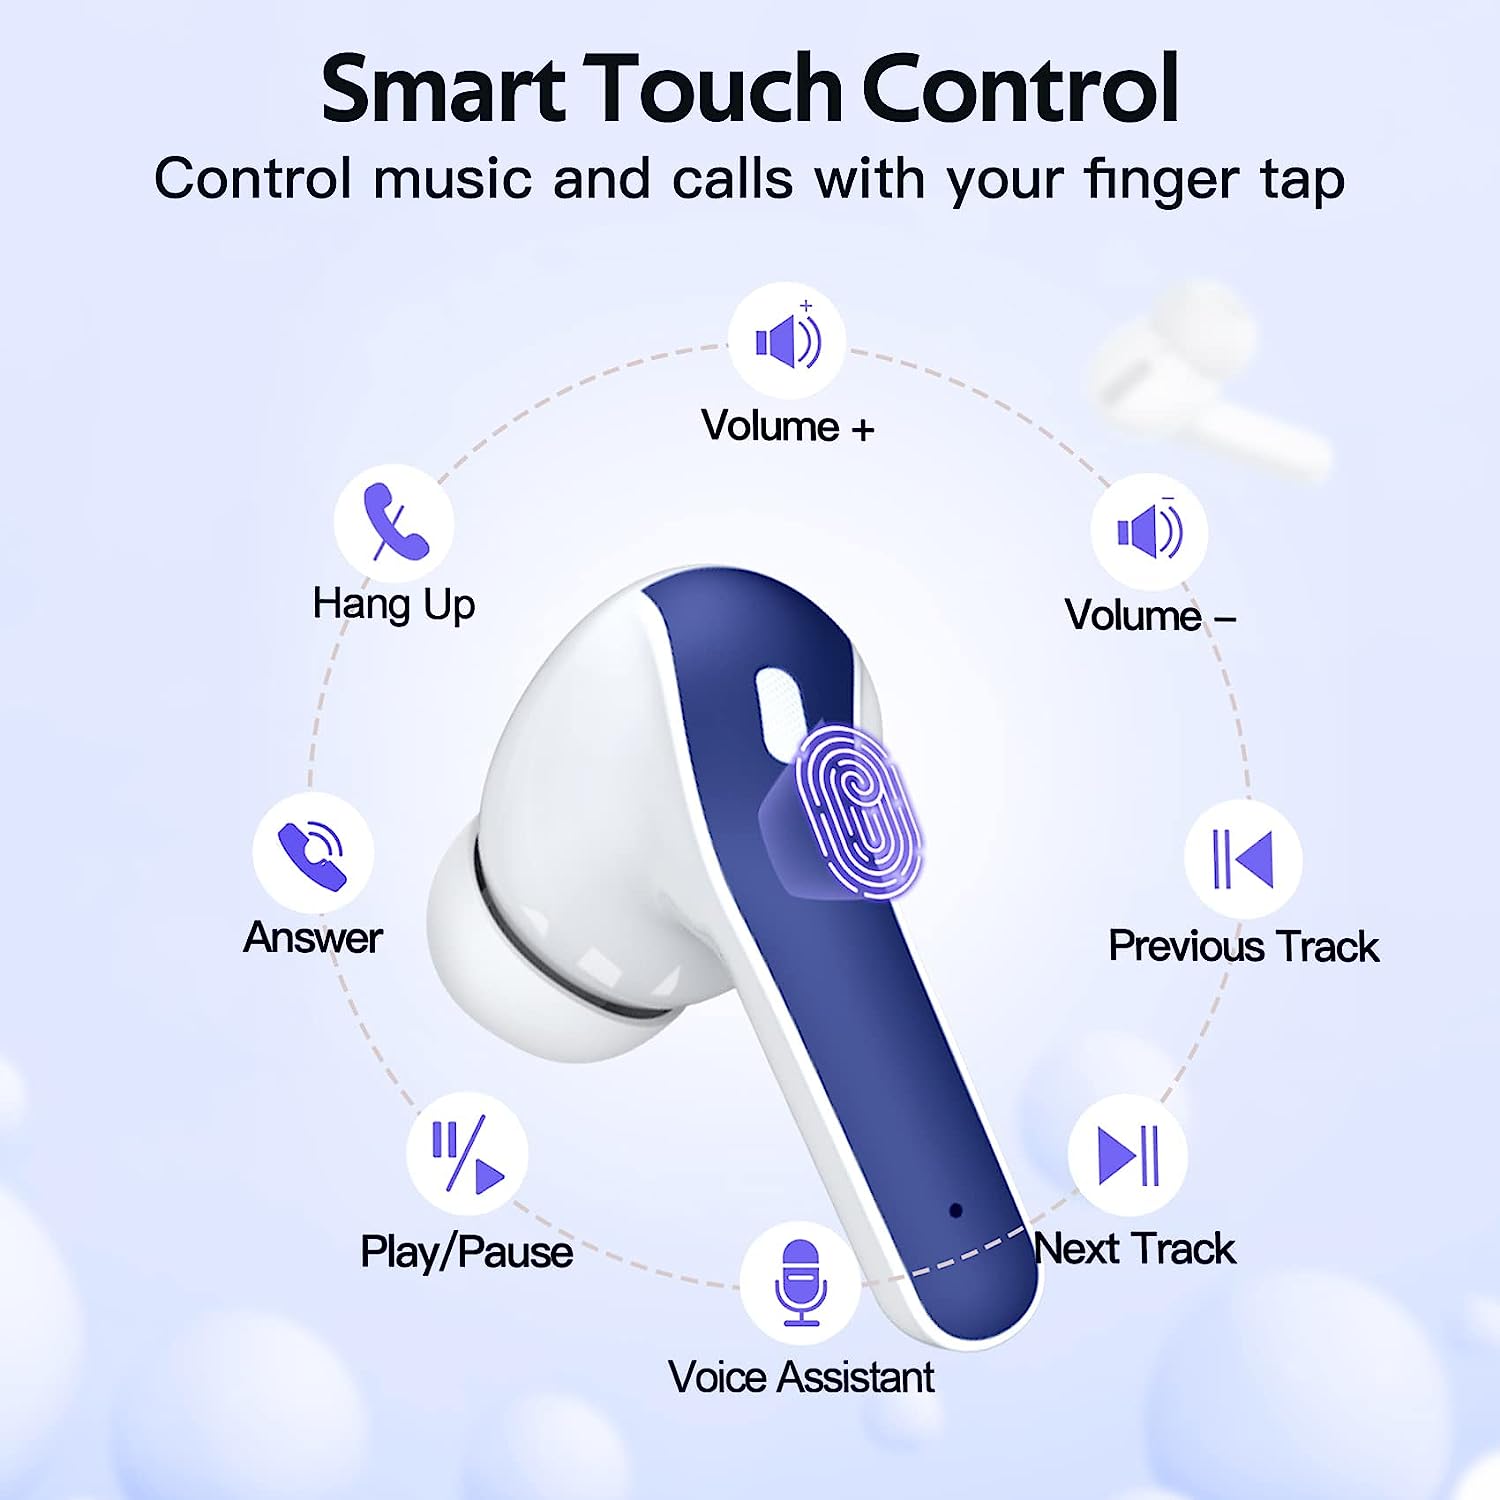 Smart Touch Control
Control music and calls with your finger tap
Volume +
Volume −
Hang Up
Answer
Previous Track
Play/Pause
Next Track
Voice Assistant